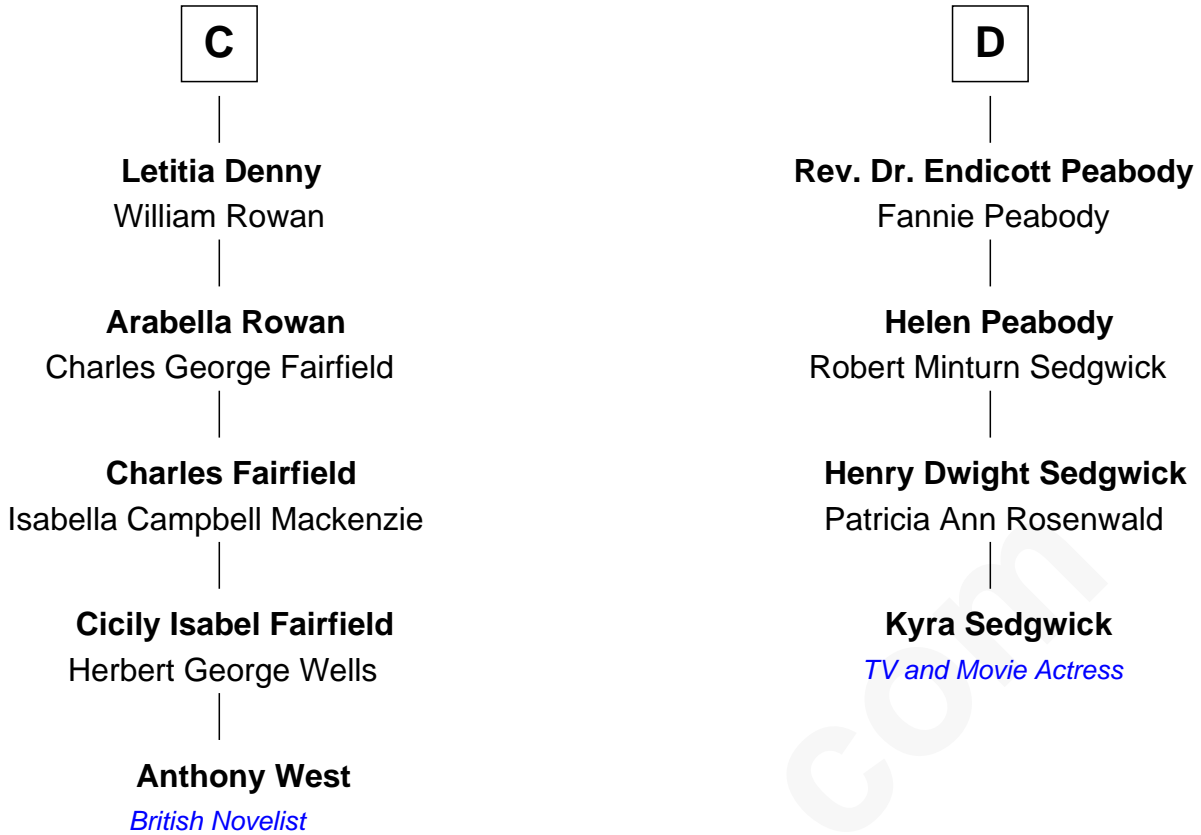 C
Letitia Denny
William Rowan
Arabella Rowan
Charles George Fairfield
Charles Fairfield
Isabella Campbell Mackenzie
Cicily Isabel Fairfield
Herbert George Wells
Anthony West
British Novelist
D
Rev. Dr. Endicott Peabody
Fannie Peabody
Helen Peabody
Robert Minturn Sedgwick
Henry Dwight Sedgwick
Patricia Ann Rosenwald
Kyra Sedgwick
TV and Movie Actress
com